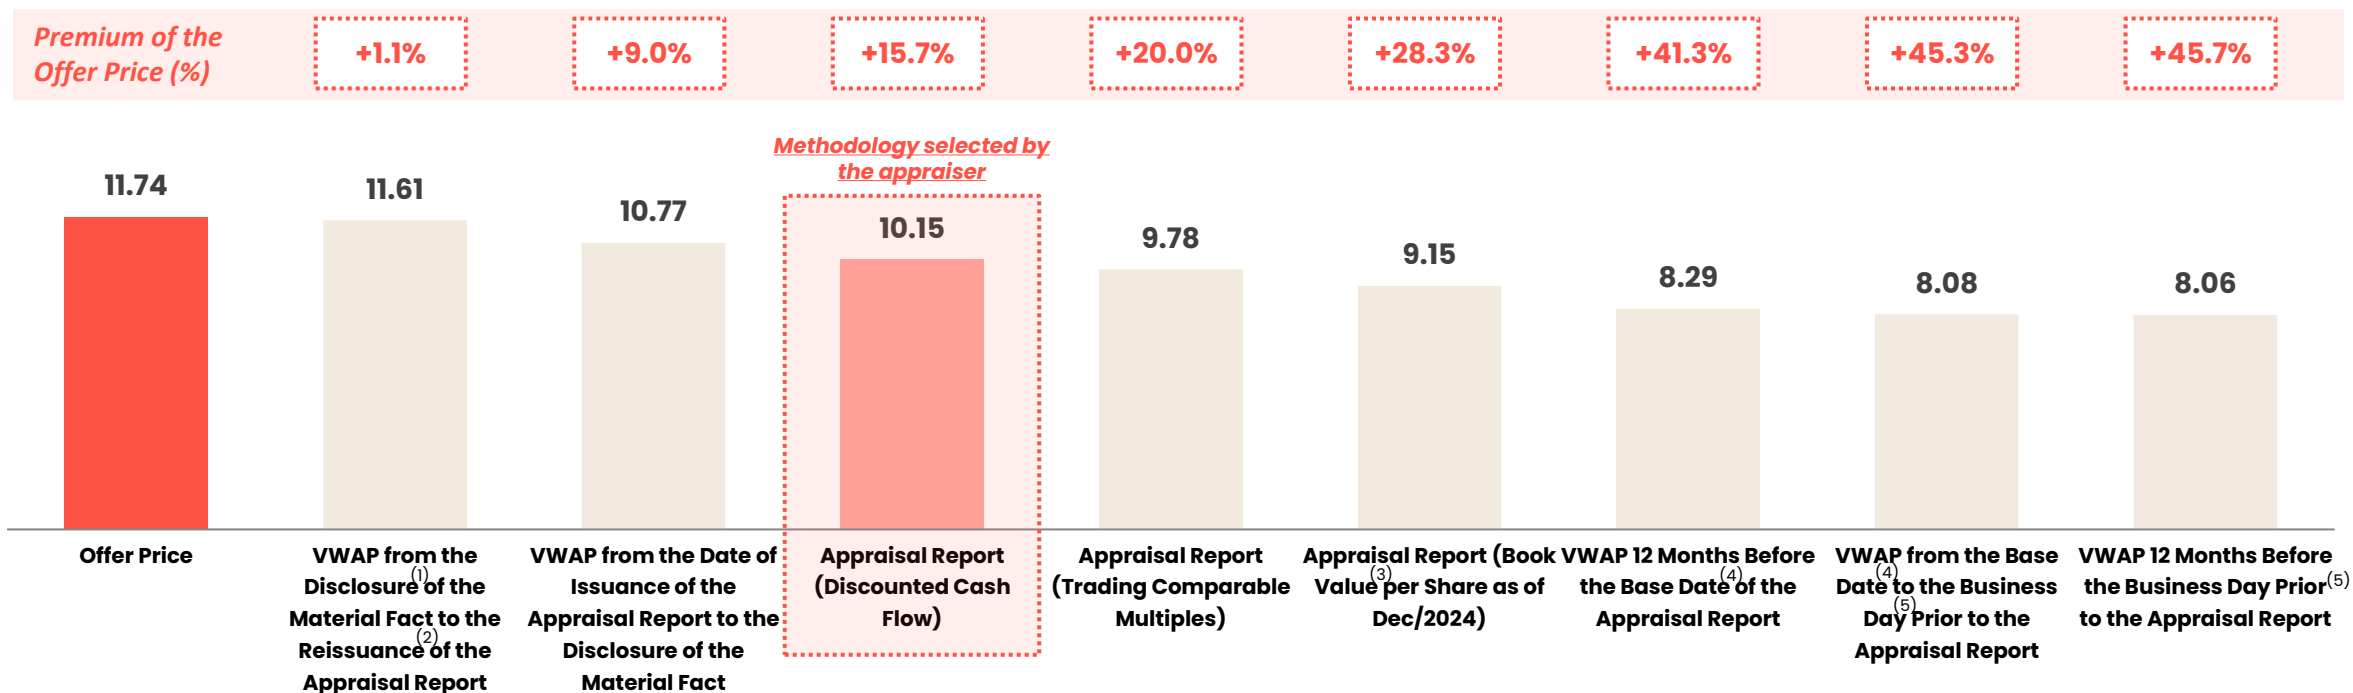 Premium of the
Offer Price (%)
+1.1%
+9.0%
+15.7%
+20.0%
+28.3%
+41.3%
+45.3%
+45.7%
Methodology selected by
the appraiser
11.74
11.61
10.77
10.15
9.78
9.15
8.29
8.08
8.06
Offer Price
VWAP from the
Disclosure(1) of the
Material Fact to the
Reissuance(2) of the
Appraisal Report
VWAP from the Date of
Issuance of the
Appraisal Report to the
Disclosure of the
Material Fact
Appraisal Report
(Discounted Cash
Flow)
Appraisal Report
(Trading Comparable
Multiples)
Appraisal Report (Book
Value(3) per Share as of
Dec/2024)
VWAP 12 Months Before
the Base Date(4) of the
Appraisal Report
VWAP from the Base
Date(4) to the Business
Day(5) Prior to the
Appraisal Report
VWAP 12 Months Before
the Business Day Prior(5)
to the Appraisal Report